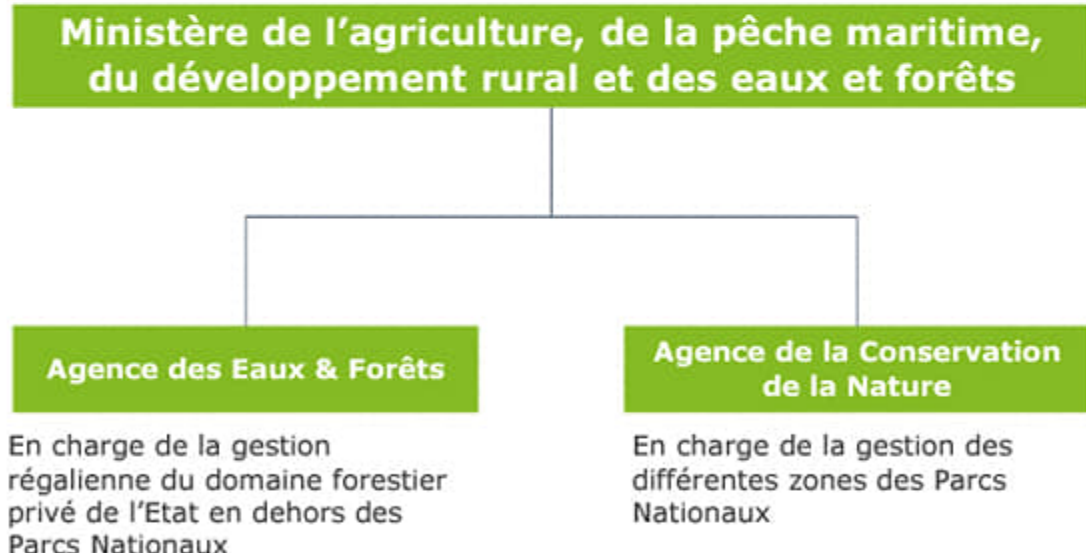 Ministère de l’agriculture, de la pêche maritime,
du développement rural et des eaux et forêts
Agence des Eaux & Forêts
En charge de la gestion
régalienne du domaine forestier
privé de l’Etat en dehors des
Parcs Nationaux
Agence de la Conservation
de la Nature
En charge de la gestion des
différentes zones des Parcs
Nationaux